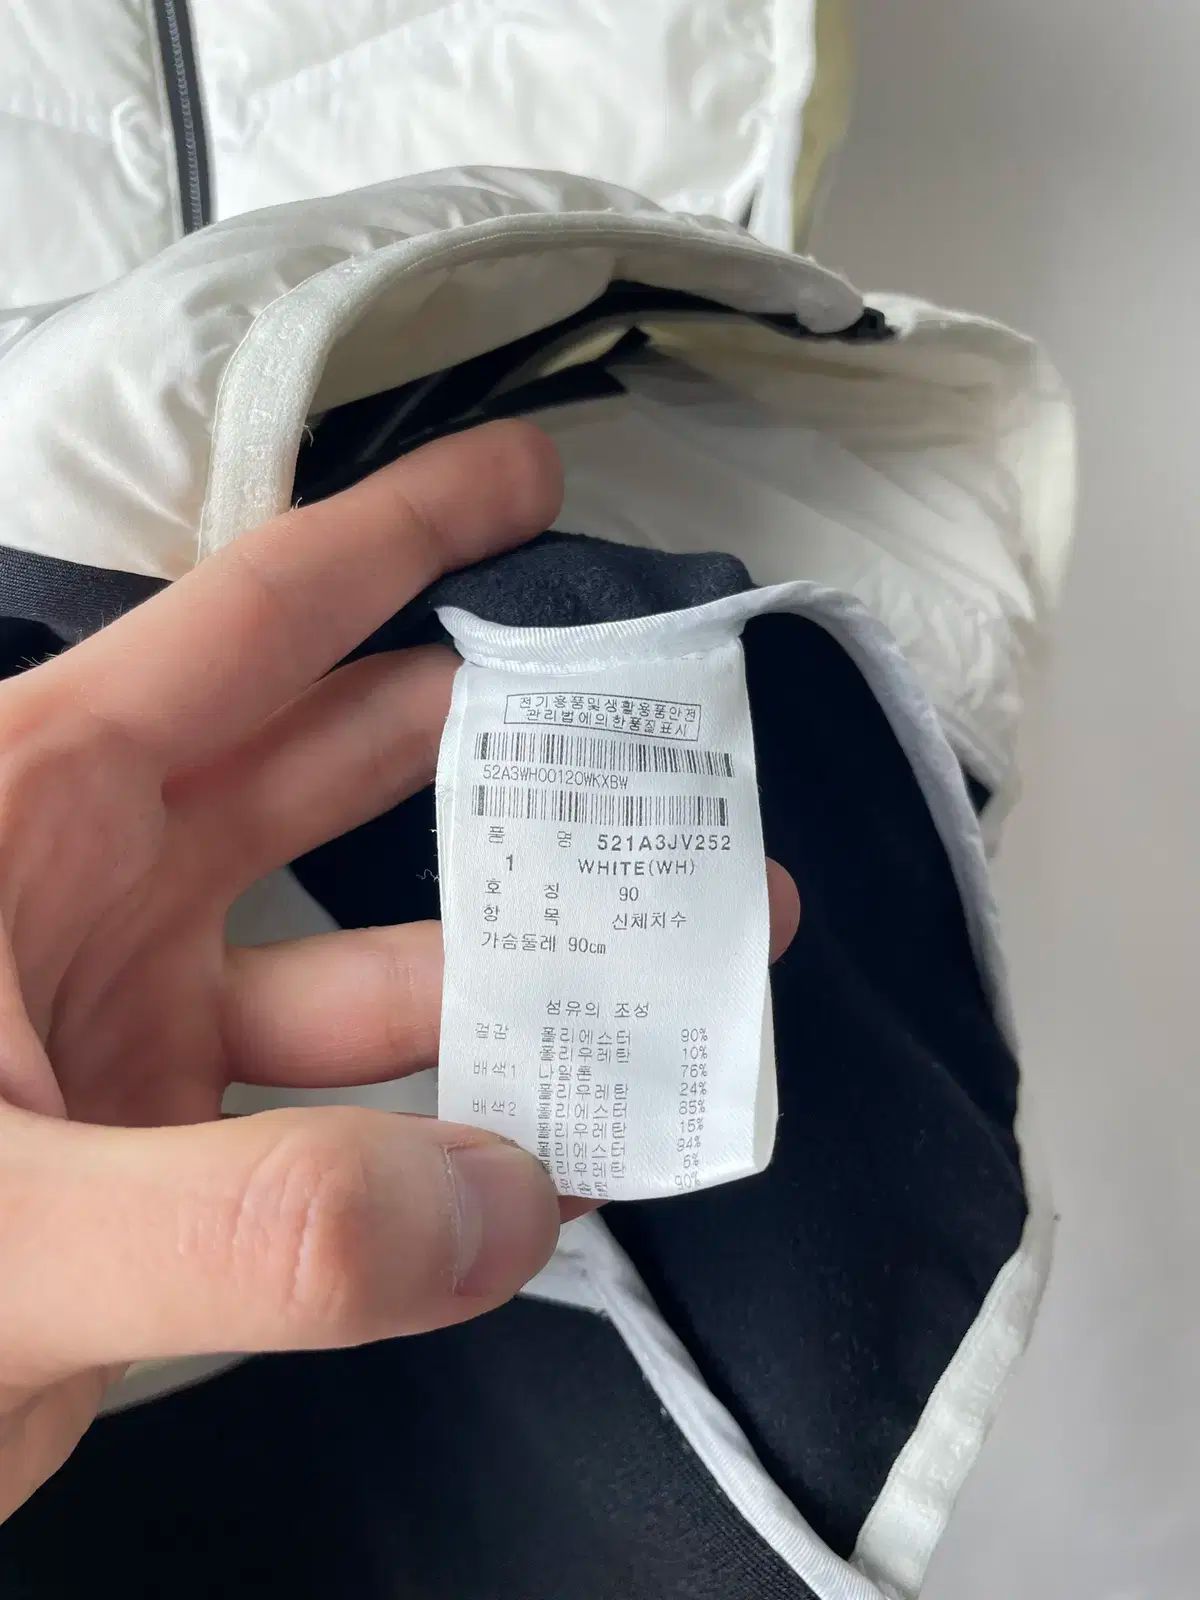 전기용품및생활용품안전
관리법에의한품질표시
52A3WH00120WKXBW
품 명 521A3JV252
1 WHITE(WH)
호 칭 90
항 목 신체치수
가슴둘레 90cm
섬유의 조성
겉감 폴리에스터 90%
폴리우레탄 10%
배색1 나일론 76%
폴리우레탄 24%
배색2 폴리에스터 85%
폴리우레탄 15%
폴리에스터 94%
폴리우레탄 6%
90%